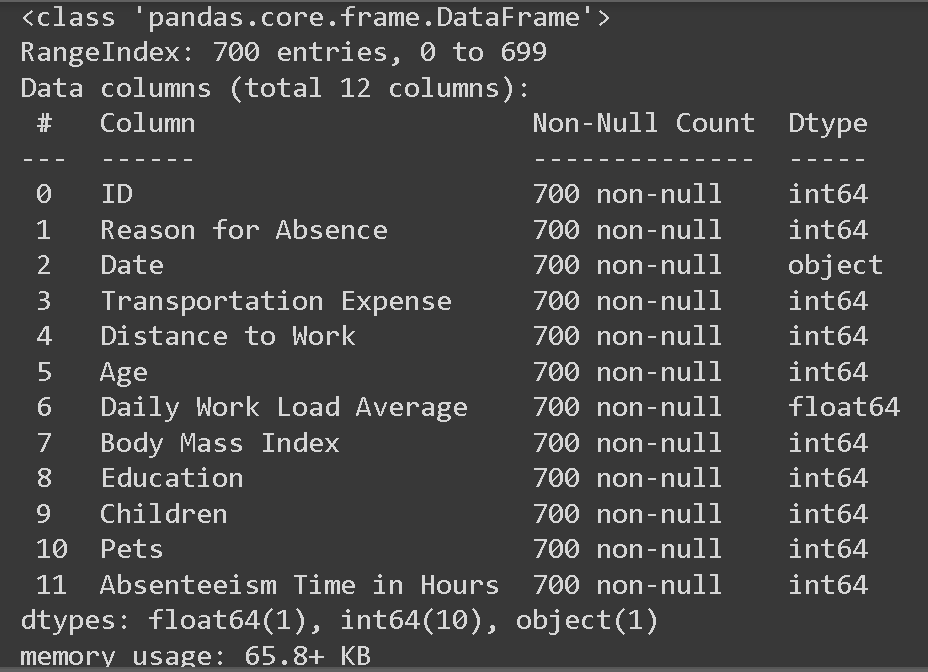 <class 'pandas.core.frame.DataFrame'>
RangeIndex: 700 entries, 0 to 699
Data columns (total 12 columns):
 #   Column                     Non-Null Count  Dtype
---  ------                     --------------  -----
 0   ID                         700 non-null    int64
 1   Reason for Absence         700 non-null    int64
 2   Date                       700 non-null    object
 3   Transportation Expense     700 non-null    int64
 4   Distance to Work           700 non-null    int64
 5   Age                        700 non-null    int64
 6   Daily Work Load Average    700 non-null    float64
 7   Body Mass Index            700 non-null    int64
 8   Education                  700 non-null    int64
 9   Children                   700 non-null    int64
 10  Pets                       700 non-null    int64
 11  Absenteeism Time in Hours  700 non-null    int64
dtypes: float64(1), int64(10), object(1)
memory usage: 65.8+ KB